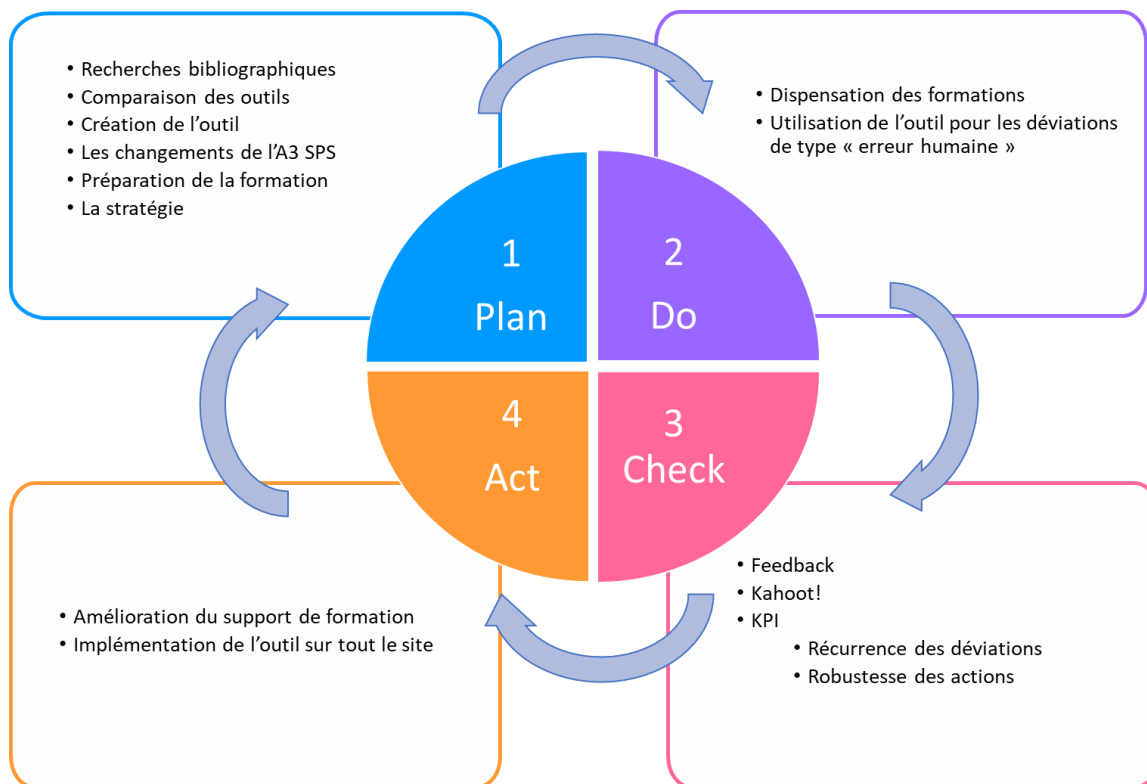 • Recherches bibliographiques
• Comparaison des outils
• Création de l’outil
• Les changements de l’A3 SPS
• Préparation de la formation
• La stratégie
• Dispensation des formations
• Utilisation de l’outil pour les déviations
de type « erreur humaine »
1
Plan
2
Do
4
Act
3
Check
• Amélioration du support de formation
• Implémentation de l’outil sur tout le site
• Feedback
• Kahoot!
• KPI
• Récurrence des déviations
• Robustesse des actions